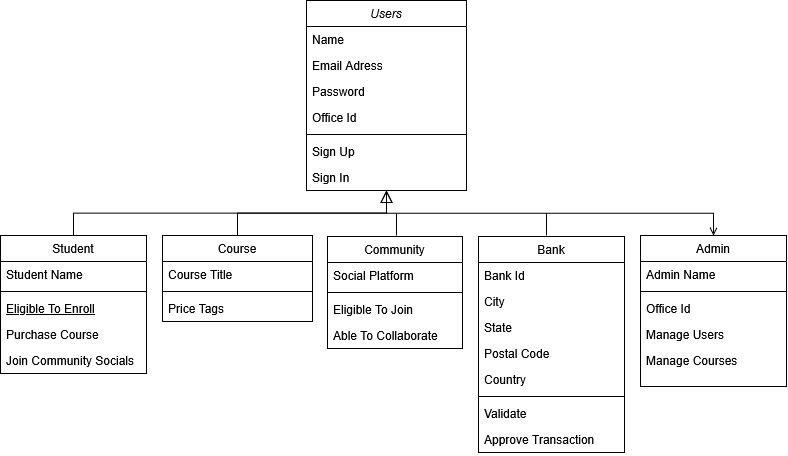 Users
Name
Email Adress
Password
Office Id
Sign Up
Sign In
Student
Student Name
Eligible To Enroll
Purchase Course
Join Community Socials
Course
Course Title
Price Tags
Community
Social Platform
Eligible To Join
Able To Collaborate
Bank
Bank Id
City
State
Postal Code
Country
Validate
Approve Transaction
Admin
Admin Name
Office Id
Manage Users
Manage Courses